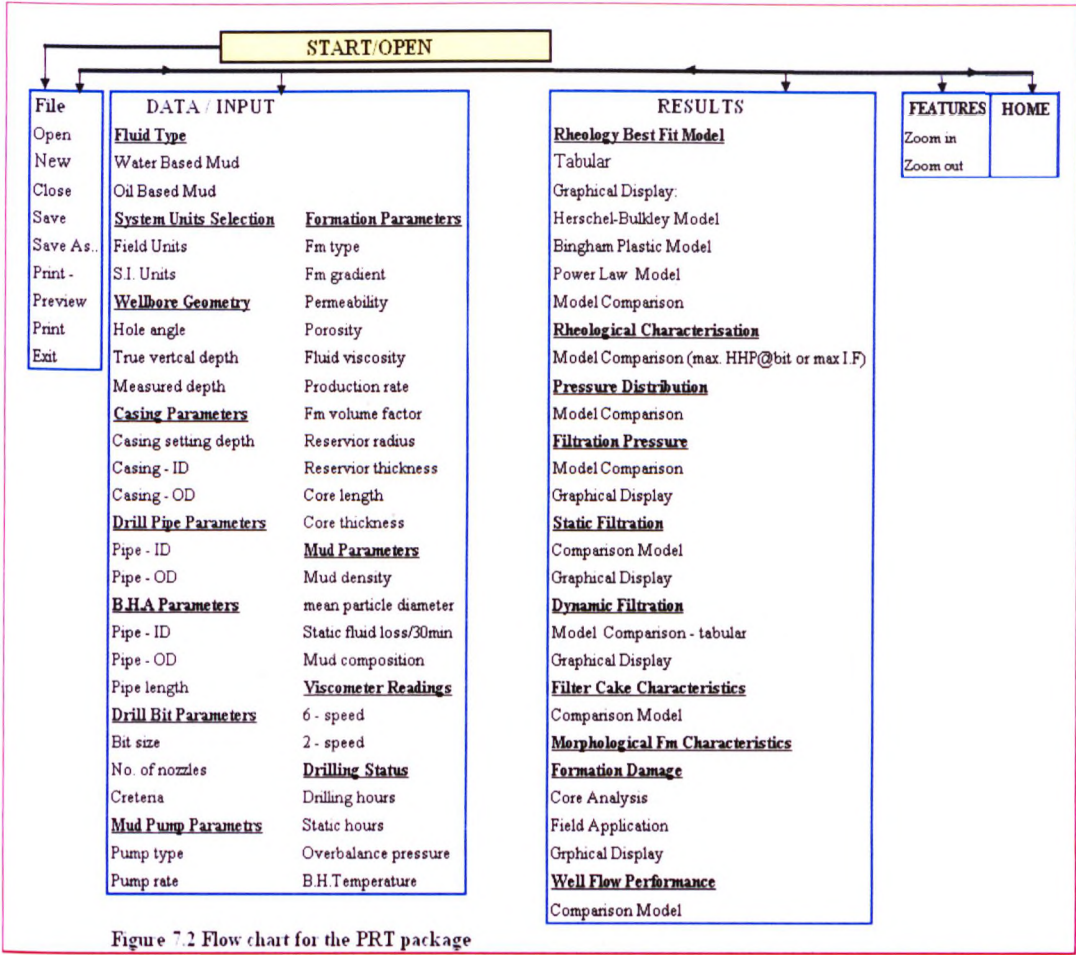 START/OPEN
File
Open
New
Close
Save
Save As..
Print -
Preview
Print
Exit
DATA / INPUT
Fluid Type
Water Based Mud
Oil Based Mud
System Units Selection
Field Units
S.I. Units
Wellbore Geometry
Hole angle
True vertcal depth
Measured depth
Casing Parameters
Casing setting depth
Casing - ID
Casing - OD
Drill Pipe Parameters
Pipe - ID
Pipe - OD
B.H.A Parameters
Pipe - ID
Pipe - OD
Pipe length
Drill Bit Parameters
Bit size
No. of nozzles
Cretena
Mud Pump Parametrs
Pump type
Pump rate
Formation Parameters
Fm type
Fm gradient
Permeability
Porosity
Fluid viscosity
Production rate
Fm volume factor
Reservior radius
Reservior thickness
Core length
Core thickness
Mud Parameters
Mud density
mean particle diameter
Static fluid loss/30min
Mud composition
Viscometer Readings
6 - speed
2 - speed
Drilling Status
Drilling hours
Static hours
Overbalance pressure
B.H.Temperature
RESULTS
Rheology Best Fit Model
Tabular
Graphical Display:
Herschel-Bulkley Model
Bingham Plastic Model
Power Law Model
Model Comparison
Rheological Characterisation
Model Comparison (max. HHP@bit or max I.F)
Pressure Distribution
Model Comparison
Filtration Pressure
Model Comparison
Graphical Display
Static Filtration
Comparison Model
Graphical Display
Dynamic Filtration
Model Comparison - tabular
Graphical Display
Filter Cake Characteristics
Comparison Model
Morphological Fm Characteristics
Formation Damage
Core Analysis
Field Application
Grphical Display
Well Flow Performance
Comparison Model
FEATURES
Zoom in
Zoom out
HOME
Figure 7.2 Flow chart for the PRT package